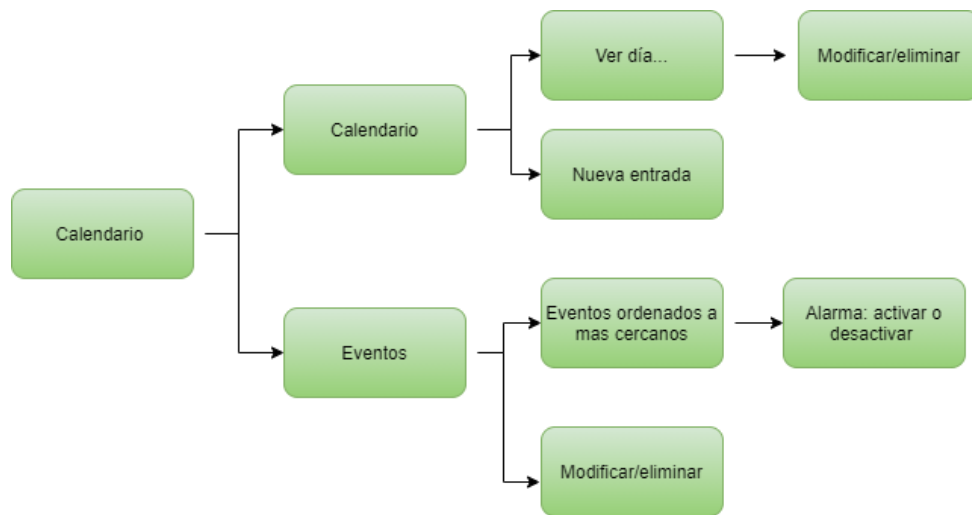 Ver día...
Modificar/eliminar
Calendario
Nueva entrada
Calendario
Eventos ordenados a
mas cercanos
Alarma: activar o
desactivar
Eventos
Modificar/eliminar